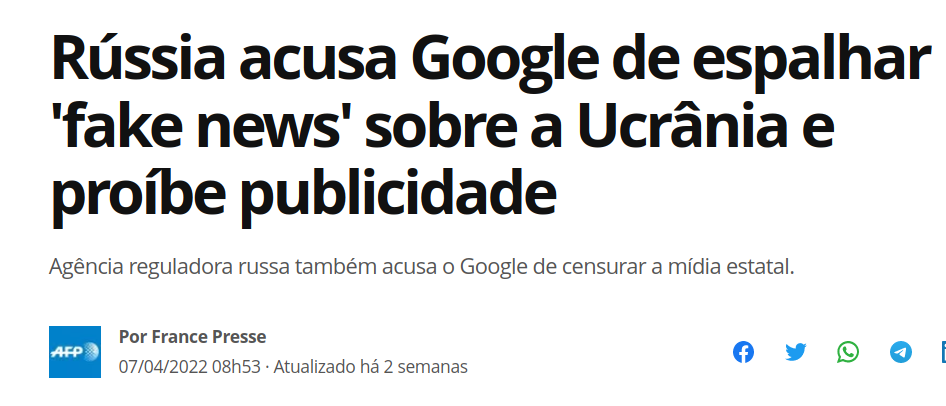 Rússia acusa Google de espalhar
'fake news' sobre a Ucrânia e
proíbe publicidade
Agência reguladora russa também acusa o Google de censurar a mídia estatal.
AFP
Por France Presse
07/04/2022 08h53 · Atualizado há 2 semanas